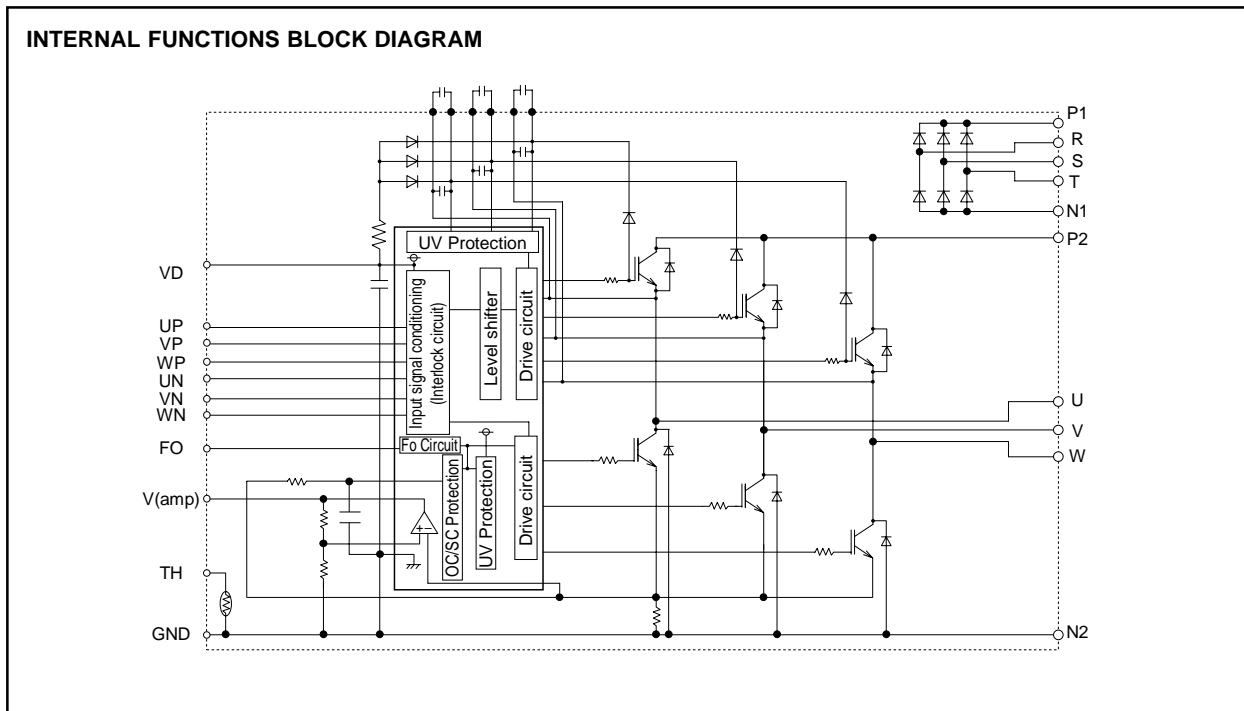 INTERNAL FUNCTIONS BLOCK DIAGRAM
P1
R
S
T
N1
P2
UV Protection
VD
UP
VP
WP
UN
VN
WN
Input signal conditioning
(Interlock circuit)
Level shifter
Drive circuit
U
V
W
FO
Fo Circuit
OC/SC Protection
UV Protection
Drive circuit
V(amp)
+-
TH
GND
N2